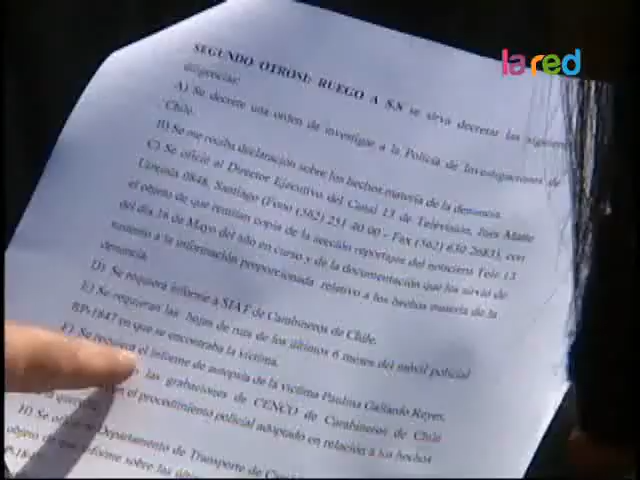 la red
SEGUNDO OTROSI: RUEGO A S.S se sirva decretar las siguien
diligencias:
A) Se decrete una orden de investigar a la Policía de Investigaciones de
Chile.
B) Se me reciba declaración sobre los hechos materia de la denuncia.
C) Se oficie al Director Ejecutivo del Canal 13 de Televisión, Inés Matte
Urrejola 0848, Santiago (Fono (562) 251 40 00 - Fax (562) 630 2683), con
el objeto de que remitan copia de la sección reportajes del noticiero Tele 13
del día 16 de Mayo del año en curso y de la documentación que les sirvió de
sustento a la información proporcionada relativo a los hechos materia de la
denuncia.
D) Se requiera informe a SIAT de Carabineros de Chile.
E) Se requieran las hojas de ruta de los últimos 6 meses del móvil policial
RP-1847 en que se encontraba la víctima.
F) Se requiera el informe de autopsia de la víctima Paulina Gallardo Reyes.
las grabaciones de CENCO de Carabineros de Chile
el procedimiento policial adoptado en relación a los hechos
H) Se oficie Departamento de Transporte de
objeto de que informe sobre las